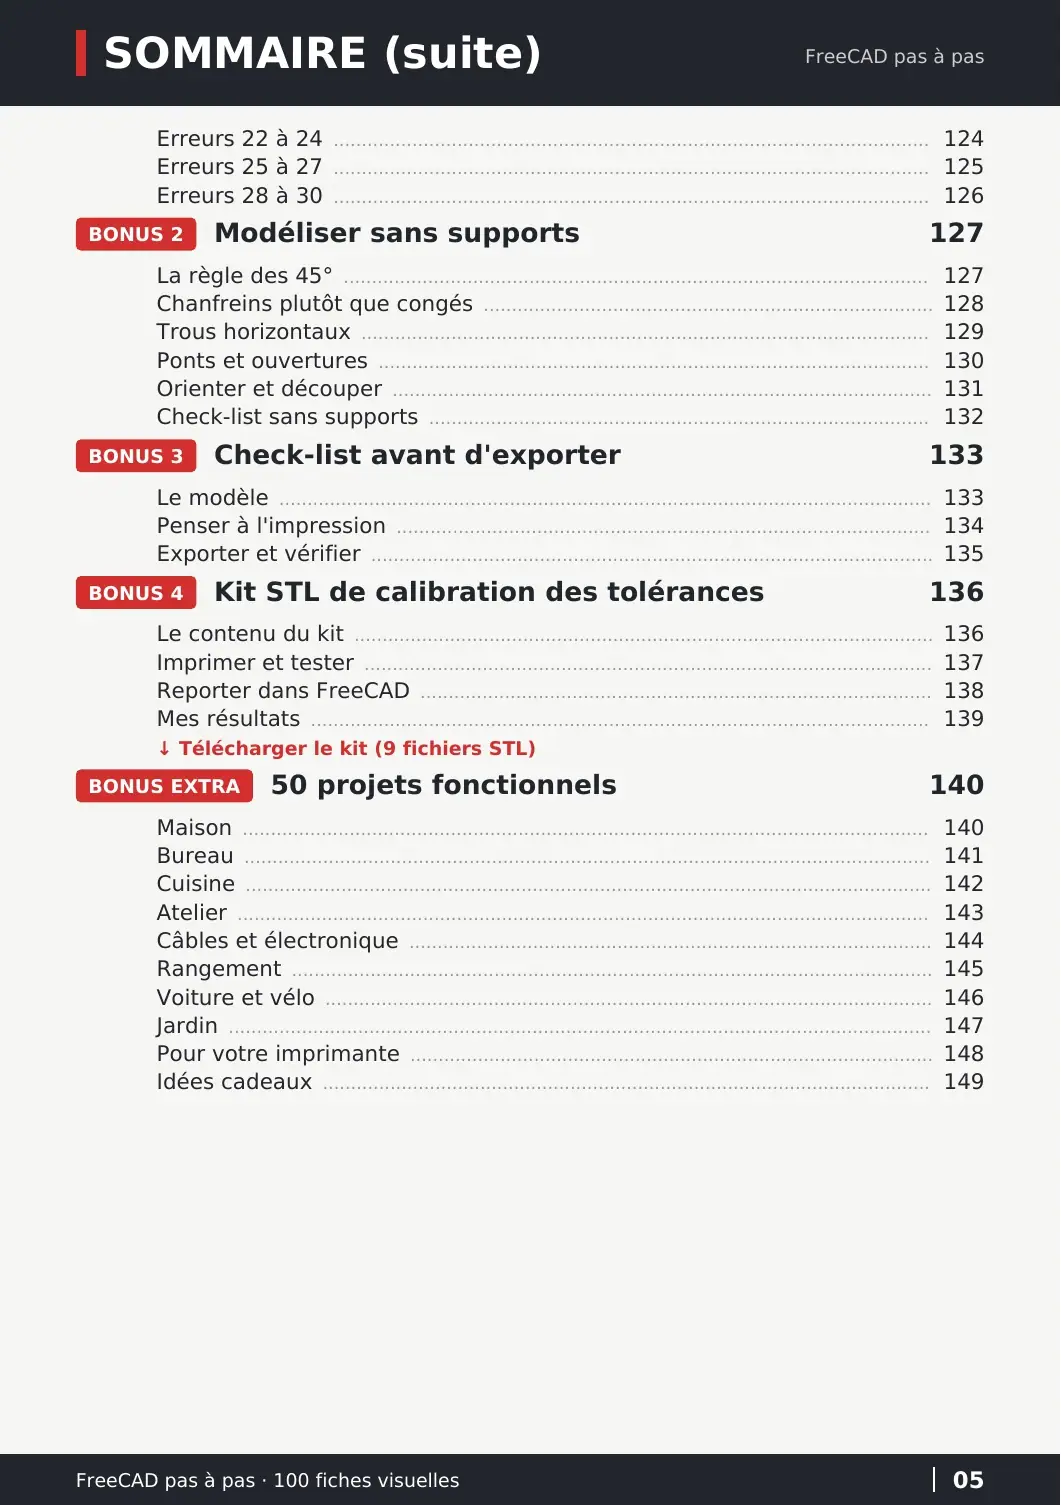 SOMMAIRE (suite)
FreeCAD pas à pas
Erreurs 22 à 24 124
Erreurs 25 à 27 125
Erreurs 28 à 30 126
BONUS 2 Modéliser sans supports 127
La règle des 45° 127
Chanfreins plutôt que congés 128
Trous horizontaux 129
Ponts et ouvertures 130
Orienter et découper 131
Check-list sans supports 132
BONUS 3 Check-list avant d'exporter 133
Le modèle 133
Penser à l'impression 134
Exporter et vérifier 135
BONUS 4 Kit STL de calibration des tolérances 136
Le contenu du kit 136
Imprimer et tester 137
Reporter dans FreeCAD 138
Mes résultats 139
↓ Télécharger le kit (9 fichiers STL)
BONUS EXTRA 50 projets fonctionnels 140
Maison 140
Bureau 141
Cuisine 142
Atelier 143
Câbles et électronique 144
Rangement 145
Voiture et vélo 146
Jardin 147
Pour votre imprimante 148
Idées cadeaux 149
FreeCAD pas à pas · 100 fiches visuelles
05